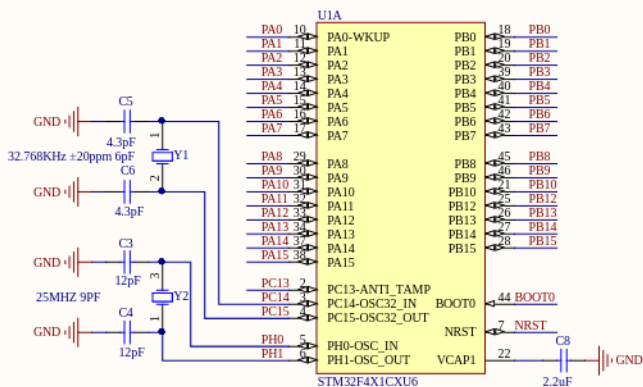 U1A
PA0 10 PA0-WKUP PB0 18 PB0
PA1 11 PA1 PB1 19 PB1
PA2 12 PA2 PB2 20 PB2
PA3 13 PA3 PB3 39 PB3
PA4 14 PA4 PB4 40 PB4
PA5 15 PA5 PB5 41 PB5
PA6 16 PA6 PB6 42 PB6
PA7 17 PA7 PB7 43 PB7
PA8 29 PA8 PB8 45 PB8
PA9 30 PA9 PB9 46 PB9
PA10 31 PA10 PB10 21 PB10
PA11 32 PA11 PB12 25 PB12
PA12 33 PA12 PB13 26 PB13
PA13 34 PA13 PB14 27 PB14
PA14 37 PA14 PB15 28 PB15
PA15 38 PA15
PC13 2 PC13-ANTI_TAMP
PC14 3 PC14-OSC32_IN BOOT0 44 BOOT0
PC15 4 PC15-OSC32_OUT
NRST 7 NRST
PH0 5 PH0-OSC_IN
PH1 6 PH1-OSC_OUT VCAP1 22
STM32F4X1CXU6
C5
GND
4.3pF
1
32.768KHz ±20ppm 6pF
Y1
C6
2
GND
4.3pF
C3
GND
12pF
3
25MHZ 9PF
Y2
C4
1
GND
12pF
C8
GND
2.2uF